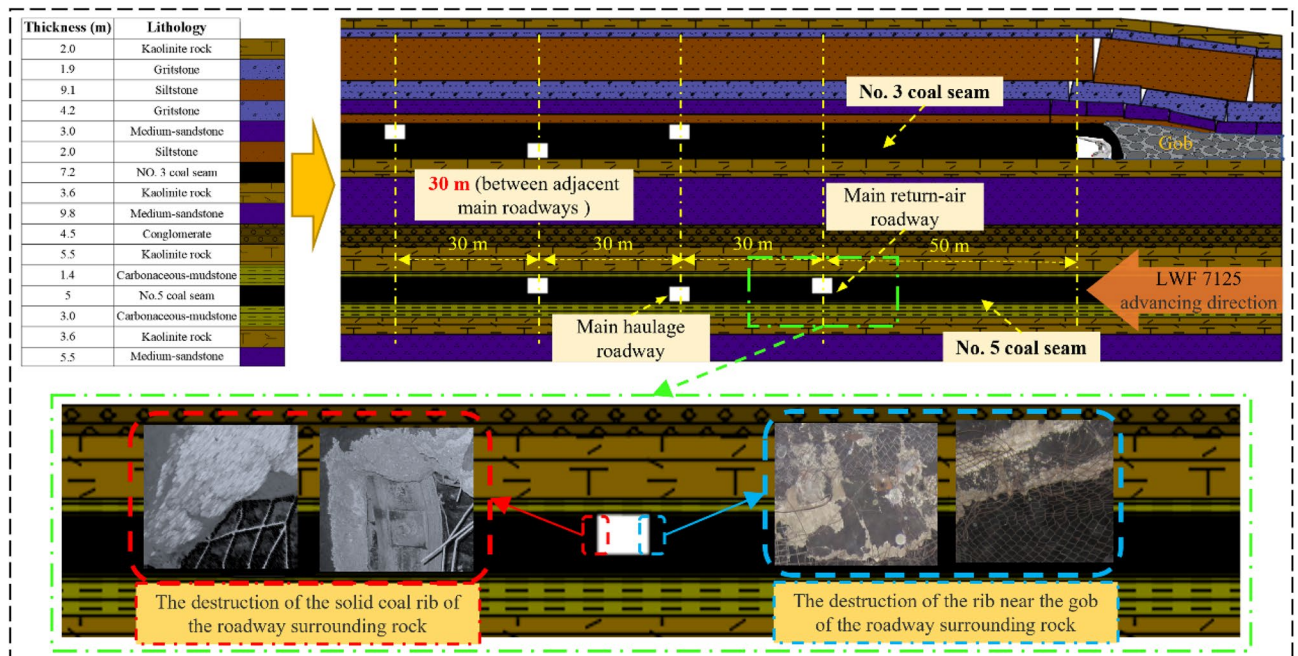 Thickness (m) Lithology
2.0 Kaolinite rock
1.9 Gritstone
9.1 Siltstone
4.2 Gritstone
3.0 Medium-sandstone
2.0 Siltstone
7.2 NO. 3 coal seam
3.6 Kaolinite rock
9.8 Medium-sandstone
4.5 Conglomerate
5.5 Kaolinite rock
1.4 Carbonaceous-mudstone
5 No.5 coal seam
3.0 Carbonaceous-mudstone
3.6 Kaolinite rock
5.5 Medium-sandstone
No. 3 coal seam
Gob
30 m (between adjacent
main roadways )
Main return-air
roadway
30 m 30 m 30 m 50 m
LWF 7125
advancing direction
Main haulage
roadway
No. 5 coal seam
The destruction of the solid coal rib of
the roadway surrounding rock
The destruction of the rib near the gob
of the roadway surrounding rock